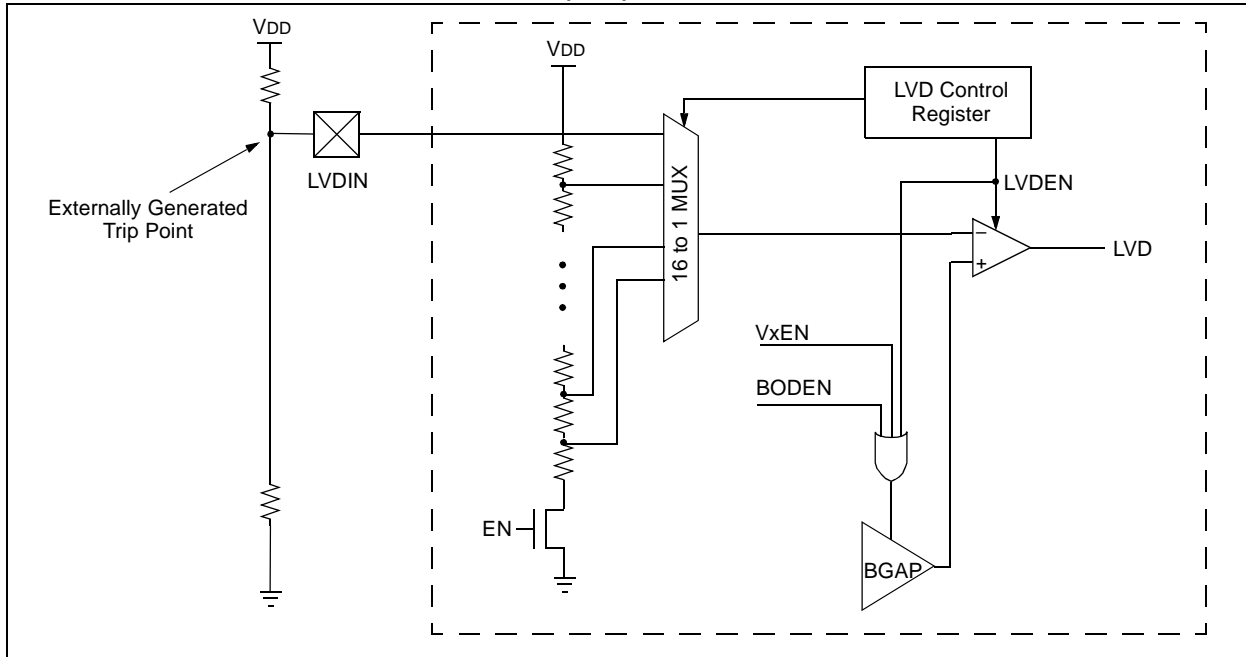 VDD
VDD
LVD Control
Register
LVDIN
16 to 1 MUX
LVDEN
Externally Generated
Trip Point
–
+
LVD
VxEN
BODEN
EN
BGAP